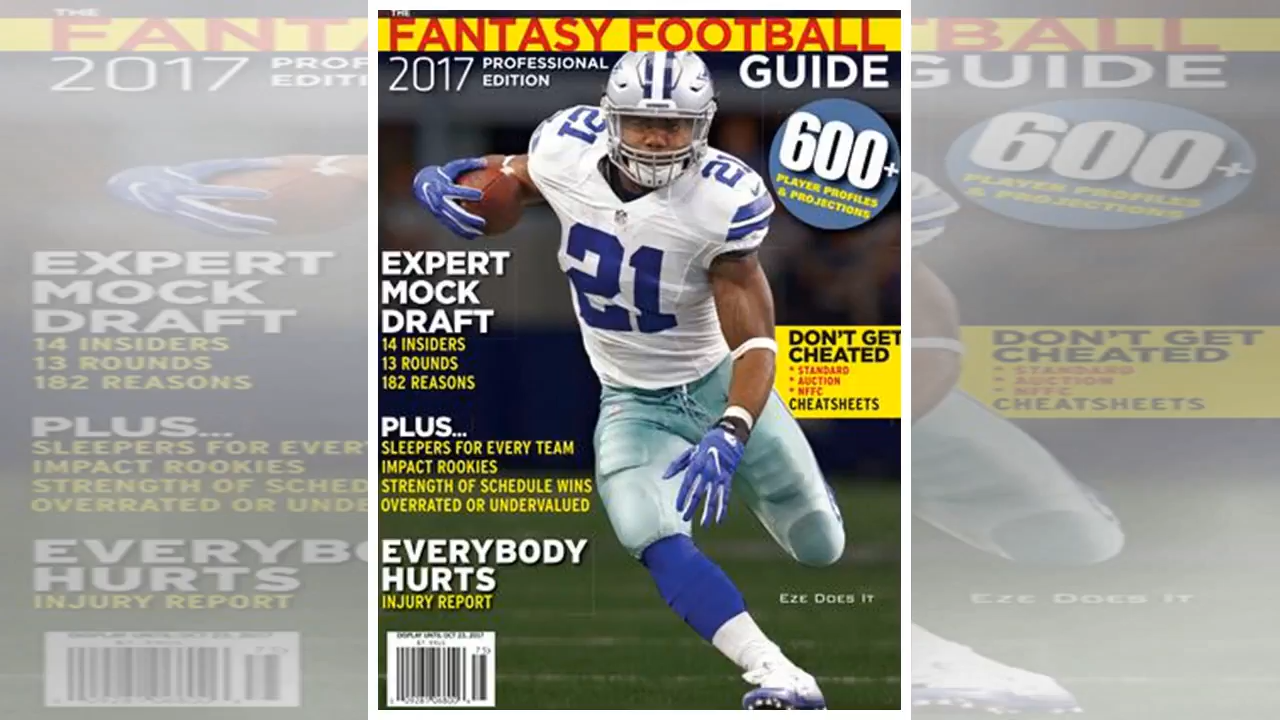 THE
FANTASY FOOTBALL
2017 PROFESSIONAL EDITION
GUIDE
600+
PLAYER PROFILES
& PROJECTIONS
21
21
21
EXPERT
MOCK
DRAFT
14 INSIDERS
13 ROUNDS
182 REASONS
DON'T GET
CHEATED
* STANDARD
* AUCTION
* NFFC
CHEATSHEETS
PLUS...
SLEEPERS FOR EVERY TEAM
IMPACT ROOKIES
STRENGTH OF SCHEDULE WINS
OVERRATED OR UNDERVALUED
EVERYBODY
HURTS
INJURY REPORT
EZE DOES IT
DISPLAY UNTIL OCT 23, 2017